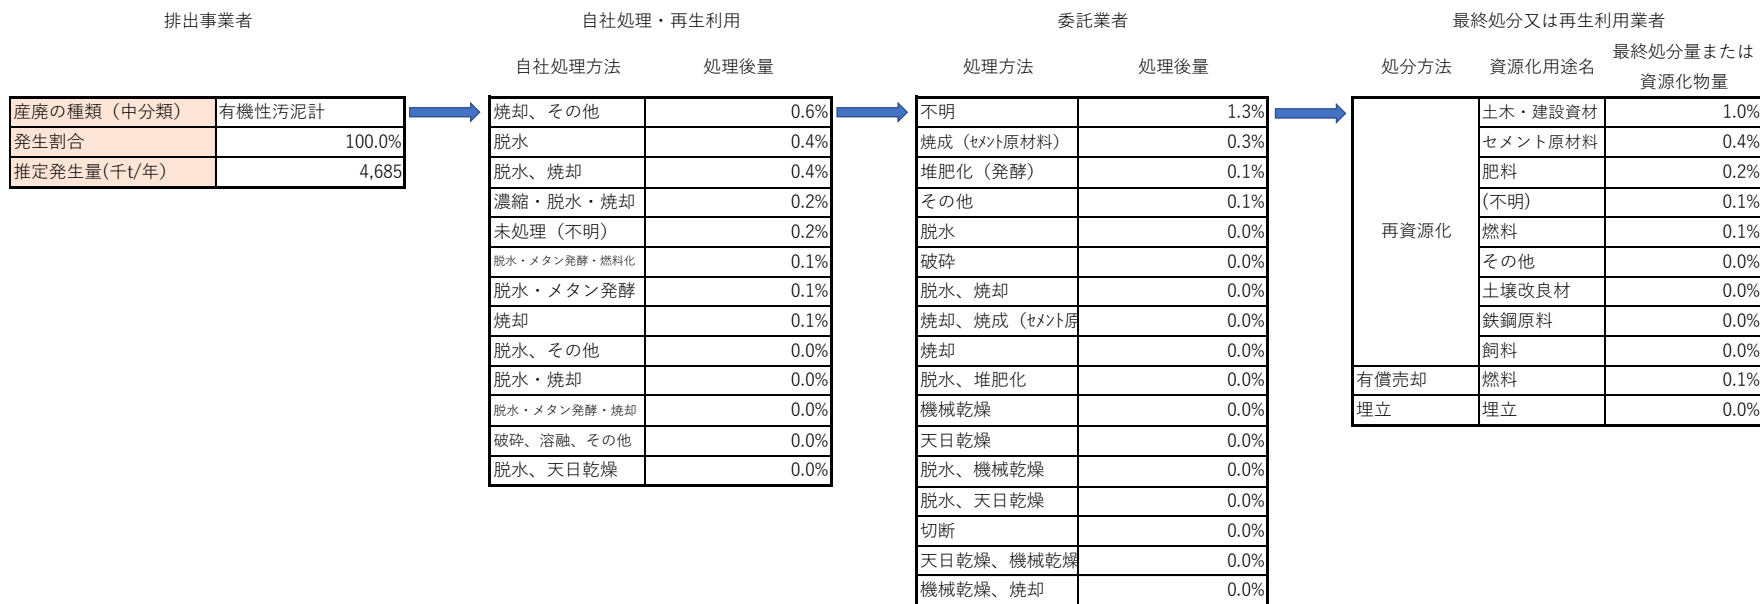 排出事業者
自社処理・再生利用
委託業者
最終処分又は再生利用業者
自社処理方法 処理後量
処理方法 処理後量
処分方法 資源化用途名 最終処分量または
資源化物量
産廃の種類（中分類） 有機性汚泥計
発生割合 100.0%
推定発生量(千t/年) 4,685
焼却、その他 0.6%
脱水 0.4%
脱水、焼却 0.4%
濃縮・脱水・焼却 0.2%
未処理（不明） 0.2%
脱水・メタン発酵・燃料化 0.1%
脱水・メタン発酵 0.1%
焼却 0.1%
脱水、その他 0.0%
脱水・焼却 0.0%
脱水・メタン発酵・焼却 0.0%
破砕、溶融、その他 0.0%
脱水、天日乾燥 0.0%
不明 1.3%
焼成（ｾﾒﾝﾄ原材料） 0.3%
堆肥化（発酵） 0.1%
その他 0.1%
脱水 0.0%
破砕 0.0%
脱水、焼却 0.0%
焼却、焼成（ｾﾒﾝﾄ原 0.0%
焼却 0.0%
脱水、堆肥化 0.0%
機械乾燥 0.0%
天日乾燥 0.0%
脱水、機械乾燥 0.0%
脱水、天日乾燥 0.0%
切断 0.0%
天日乾燥、機械乾燥 0.0%
機械乾燥、焼却 0.0%
再資源化
土木・建設資材 1.0%
セメント原材料 0.4%
肥料 0.2%
(不明) 0.1%
燃料 0.1%
その他 0.0%
土壌改良材 0.0%
鉄鋼原料 0.0%
飼料 0.0%
有償売却 燃料 0.1%
埋立 埋立 0.0%